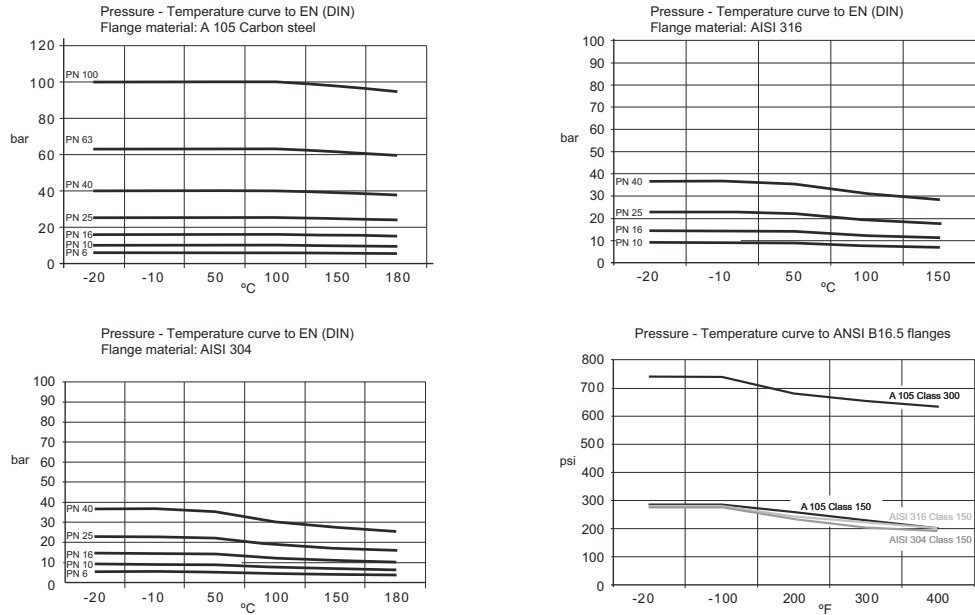 Pressure - Temperature curve to EN (DIN)
Flange material: A 105 Carbon steel
120
100
80
60
40
20
0
bar
PN 100
PN 63
PN 40
PN 25
PN 16
PN 10
PN 6
-20 -10 50 100 150 180
ºC
Pressure - Temperature curve to EN (DIN)
Flange material: AISI 316
100
90
80
70
60
50
40
30
20
10
0
bar
PN 40
PN 25
PN 16
PN 10
-20 -10 50 100 150
ºC
Pressure - Temperature curve to EN (DIN)
Flange material: AISI 304
100
90
80
70
60
50
40
30
20
10
0
bar
PN 40
PN 25
PN 16
PN 10
PN 6
-20 -10 50 100 150 180
ºC
Pressure - Temperature curve to ANSI B16.5 flanges
800
700
600
500
400
300
200
100
0
psi
A 105 Class 300
A 105 Class 150
AISI 316 Class 150
AISI 304 Class 150
-20 -100 200 300 400
ºF